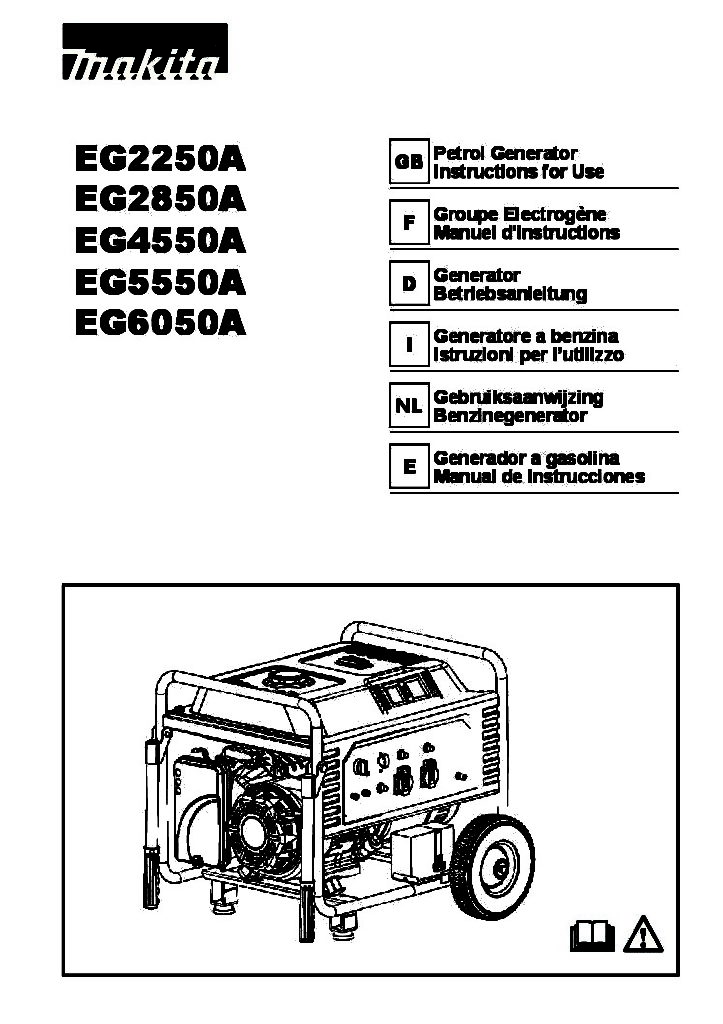 makita
EG2250A
EG2850A
EG4550A
EG5550A
EG6050A
GB
Petrol Generator
Instructions for Use
F
Groupe Electrogène
Manuel d'Instructions
D
Generator
Betriebsanleitung
I
Generatore a benzina
Istruzioni per l'utilizzo
NL
Gebruiksaanwijzing
Benzinegenerator
E
Generador a gasolina
Manual de instrucciones